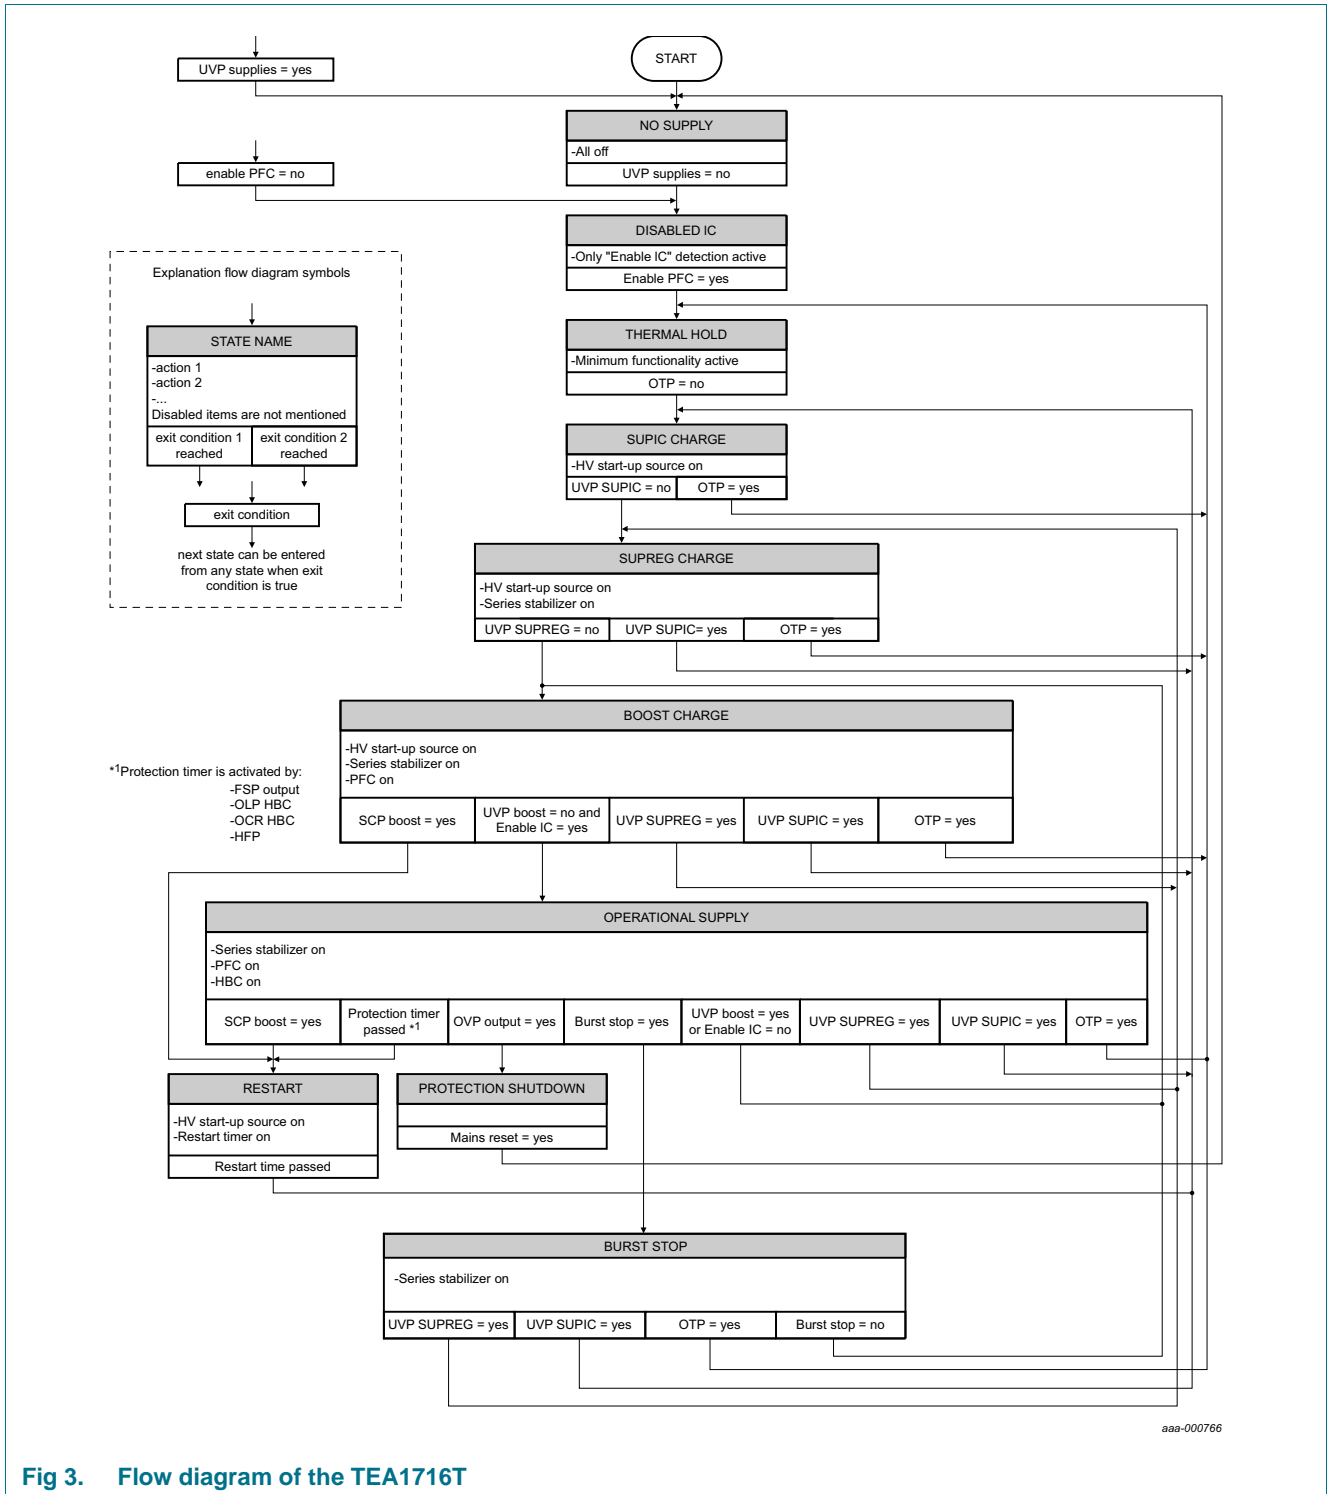 UVP supplies = yes
START
NO SUPPLY
-All off
UVP supplies = no
enable PFC = no
DISABLED IC
-Only "Enable IC" detection active
Enable PFC = yes
Explanation flow diagram symbols
STATE NAME
-action 1
-action 2
-...
Disabled items are not mentioned
exit condition 1
reached
exit condition 2
reached
exit condition
next state can be entered
from any state when exit
condition is true
THERMAL HOLD
-Minimum functionality active
OTP = no
SUPIC CHARGE
-HV start-up source on
UVP SUPIC = no
OTP = yes
SUPREG CHARGE
-HV start-up source on
-Series stabilizer on
UVP SUPREG = no
UVP SUPIC= yes
OTP = yes
BOOST CHARGE
-HV start-up source on
-Series stabilizer on
-PFC on
SCP boost = yes
UVP boost = no and
Enable IC = yes
UVP SUPREG = yes
UVP SUPIC = yes
OTP = yes
*1Protection timer is activated by:
-FSP output
-OLP HBC
-OCR HBC
-HFP
OPERATIONAL SUPPLY
-Series stabilizer on
-PFC on
-HBC on
SCP boost = yes
Protection timer
passed *1
OVP output = yes
Burst stop = yes
UVP boost = yes
or Enable IC = no
UVP SUPREG = yes
UVP SUPIC = yes
OTP = yes
RESTART
-HV start-up source on
-Restart timer on
Restart time passed
PROTECTION SHUTDOWN
Mains reset = yes
BURST STOP
-Series stabilizer on
UVP SUPREG = yes
UVP SUPIC = yes
OTP = yes
Burst stop = no
aaa-000766
Fig 3. Flow diagram of the TEA1716T